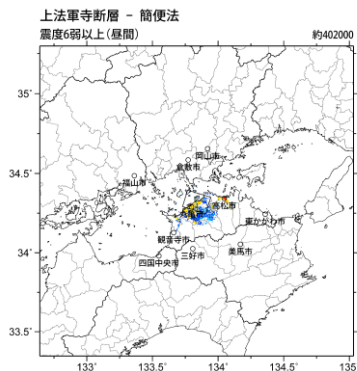 上法軍寺断層 － 簡便法
震度6弱以上（昼間）
約402000
35˚
34.5˚
34˚
33.5˚
岡山市
倉敷市
福山市
高松市
東かがわ市
観音寺市
三好市
美馬市
四国中央市
133˚
133.5˚
134˚
134.5˚
135